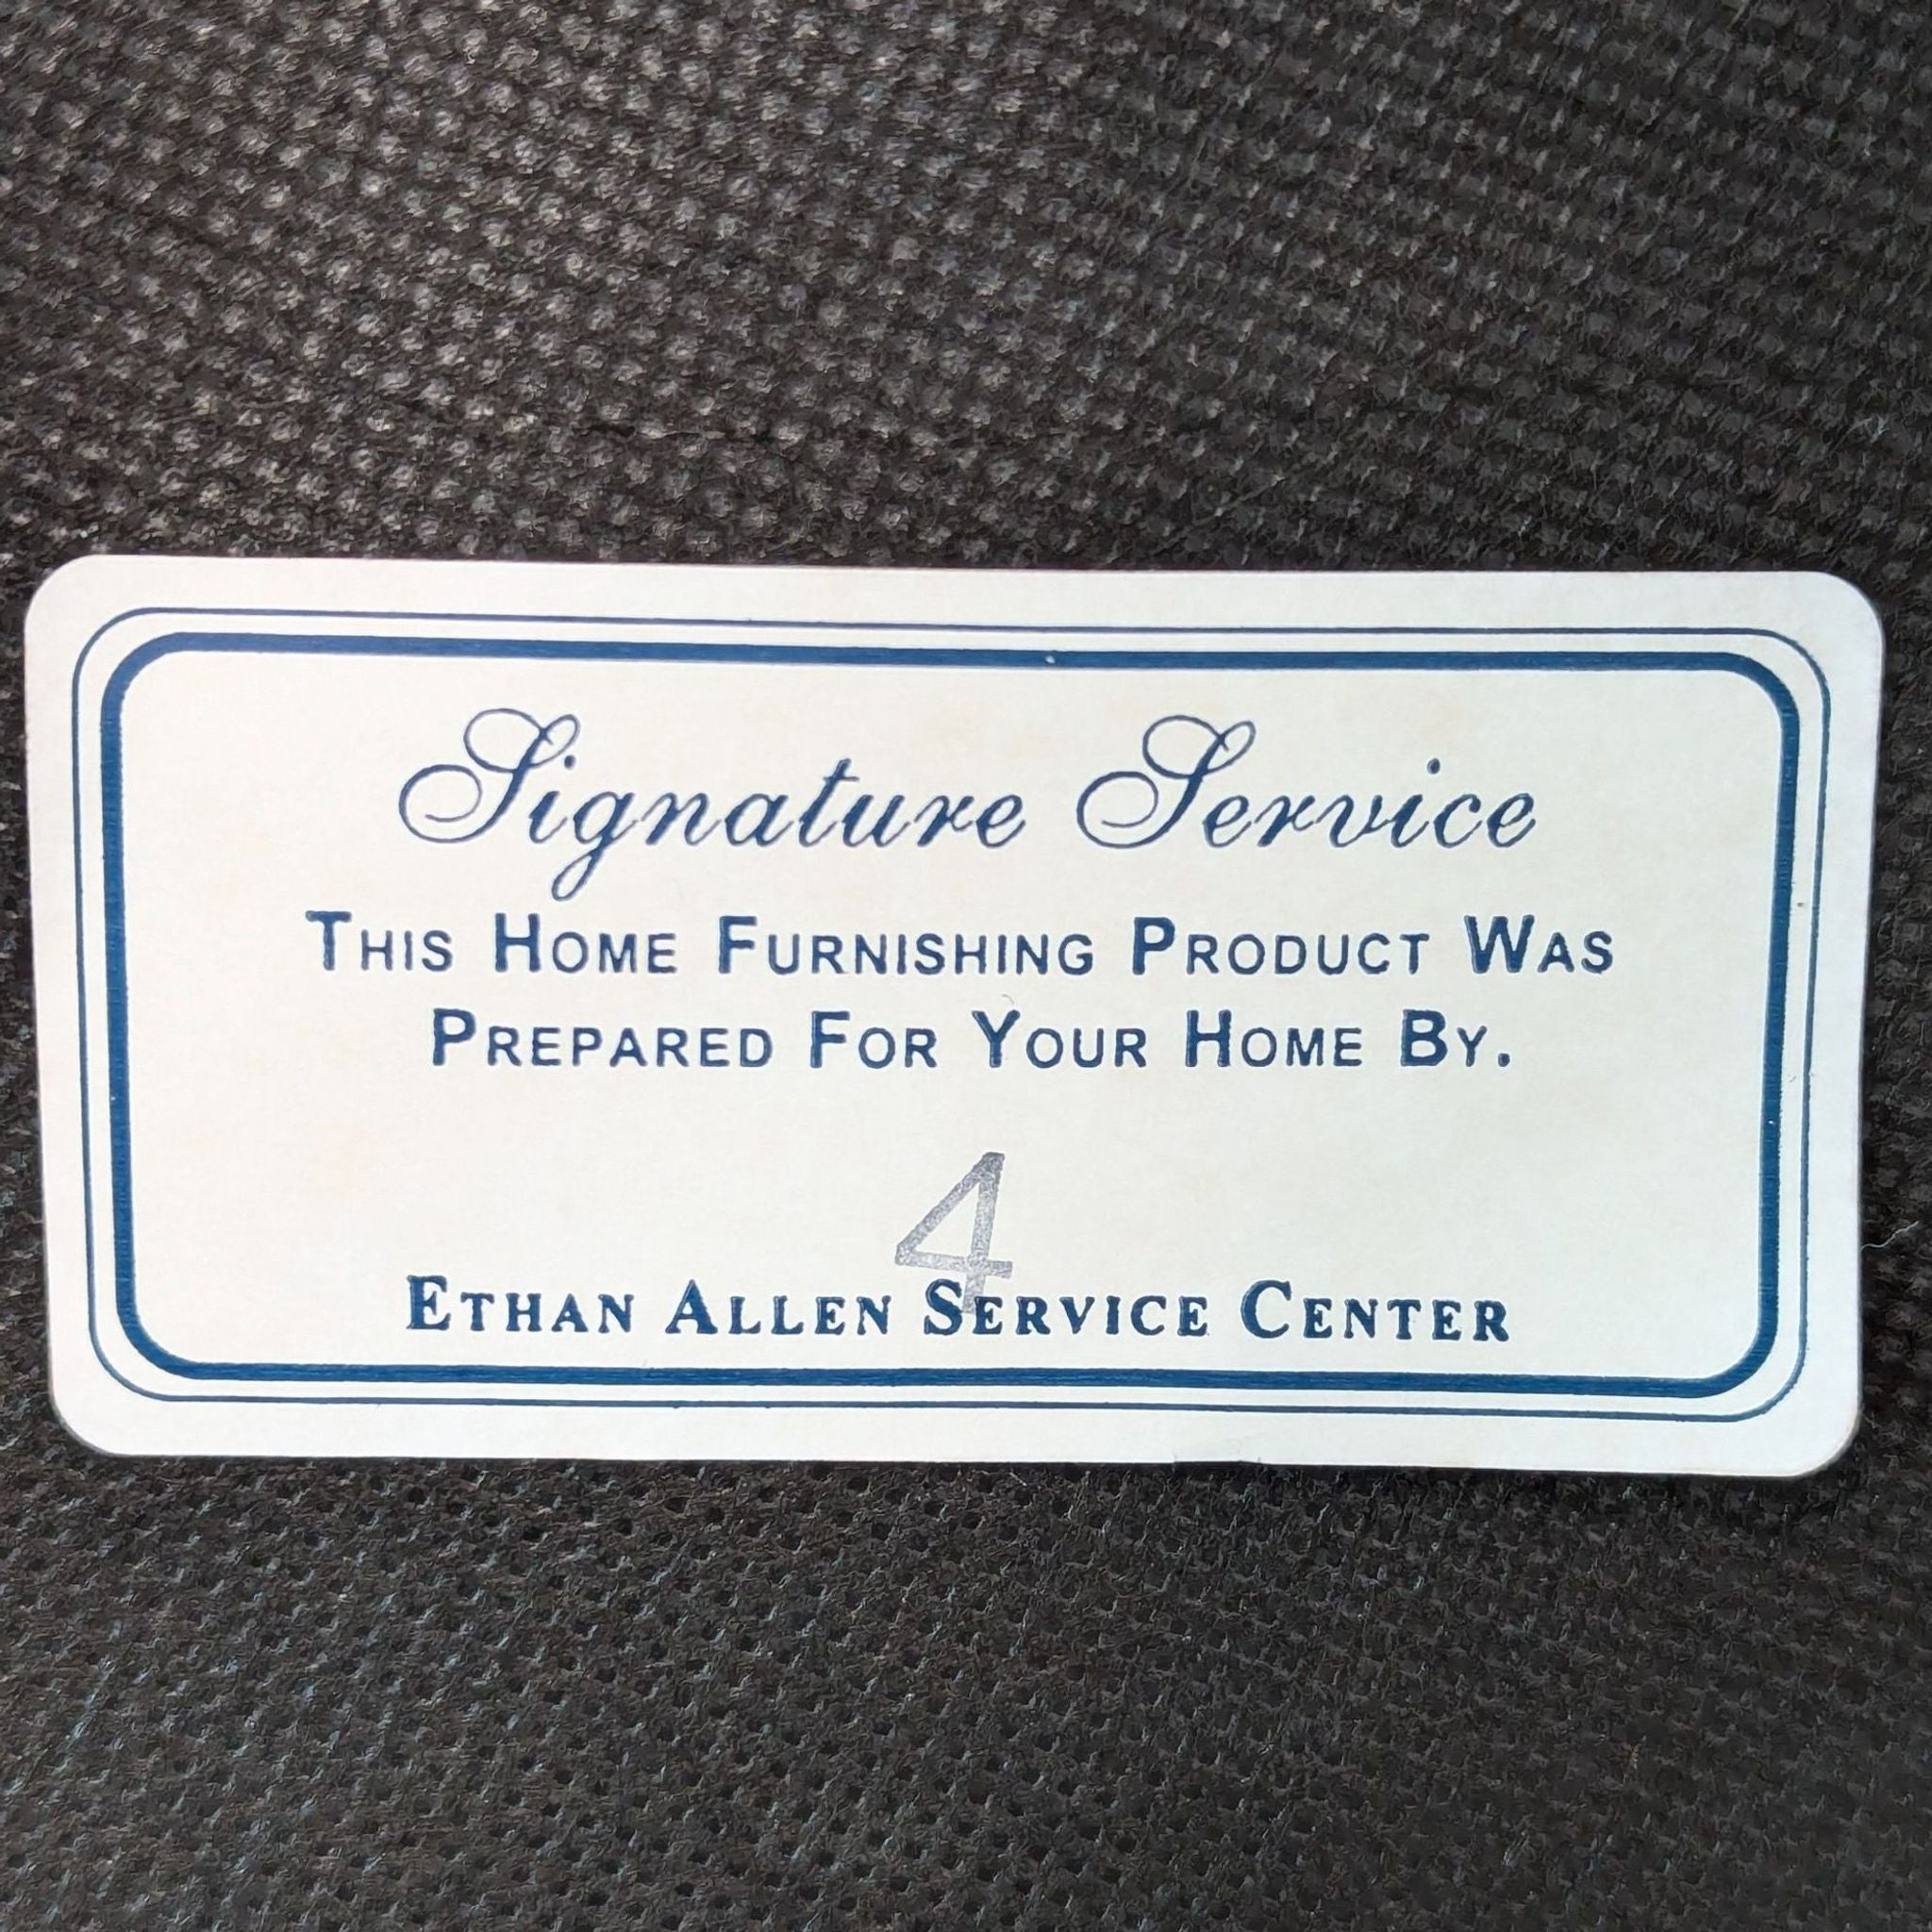 Signature Service
THIS HOME FURNISHING PRODUCT WAS
PREPARED FOR YOUR HOME BY.
4
ETHAN ALLEN SERVICE CENTER